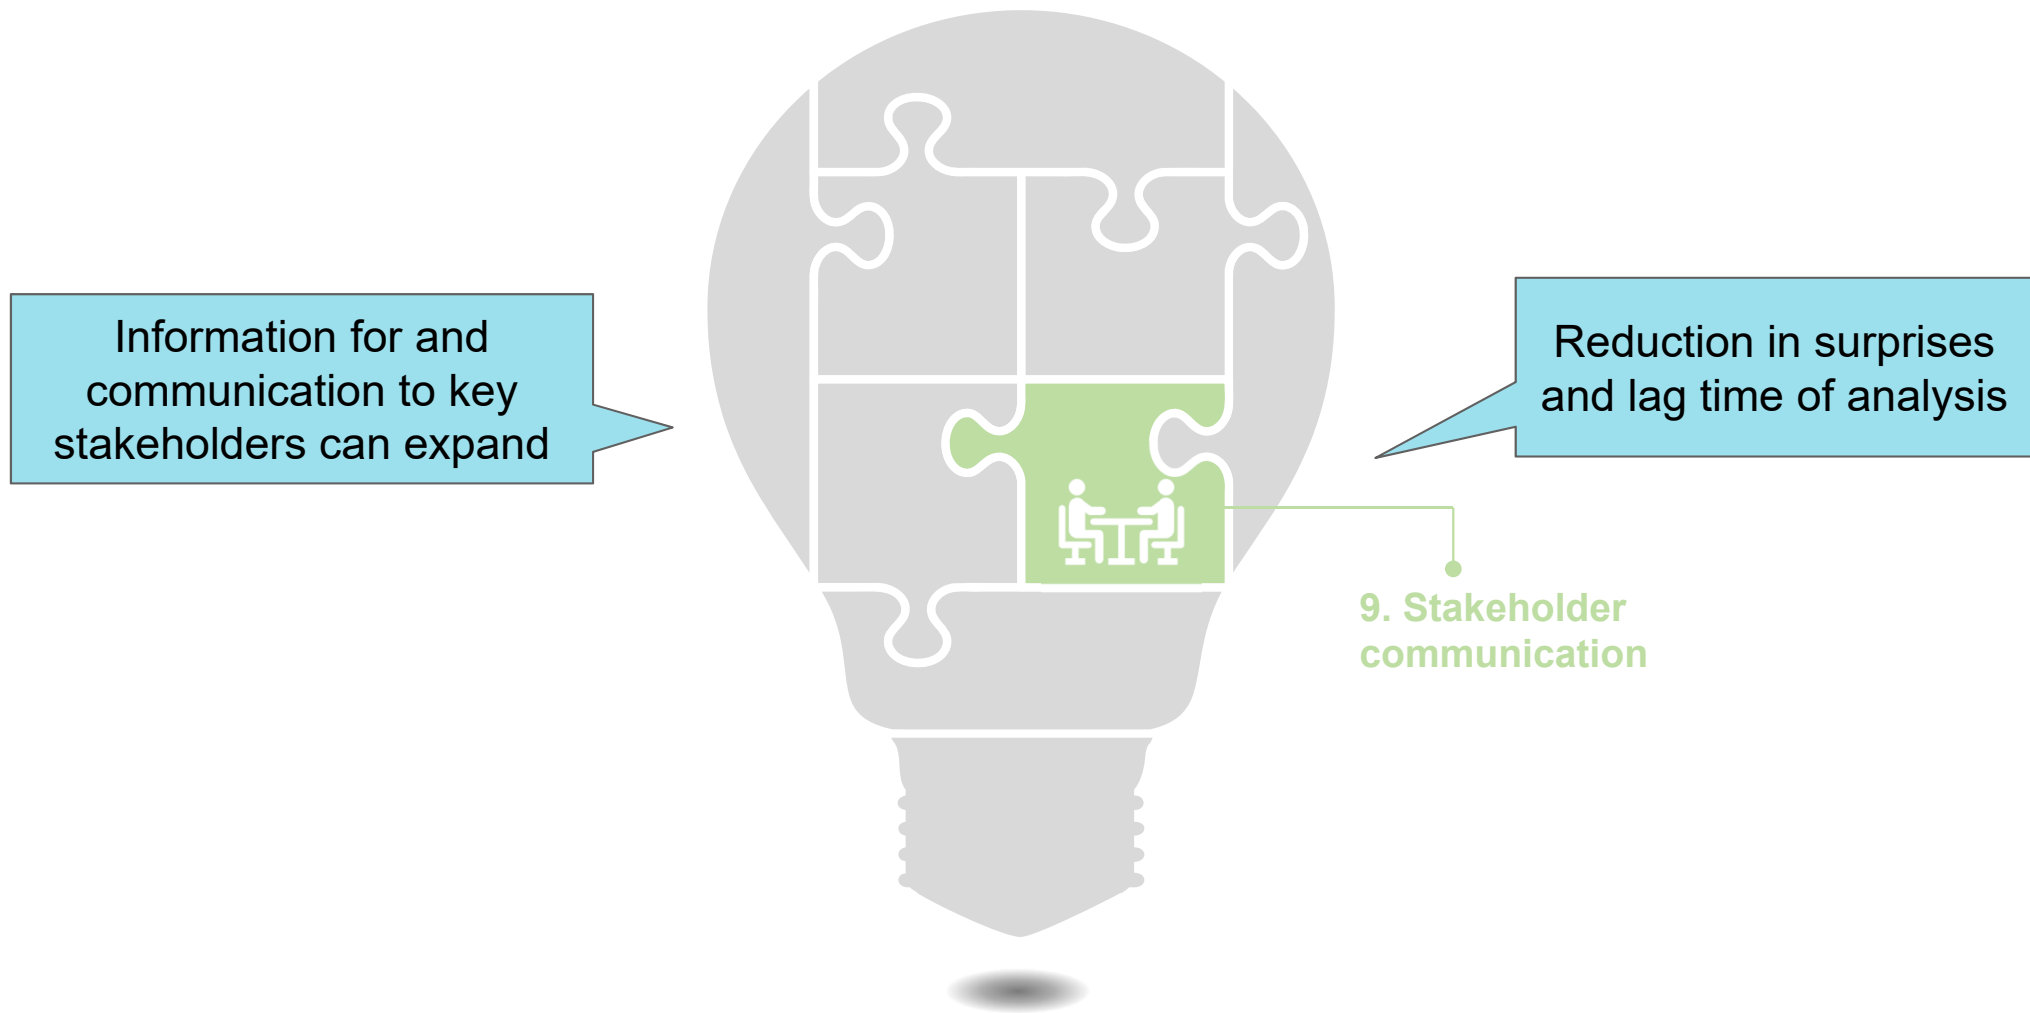 Information for and
communication to key
stakeholders can expand
Reduction in surprises
and lag time of analysis
9. Stakeholder
communication